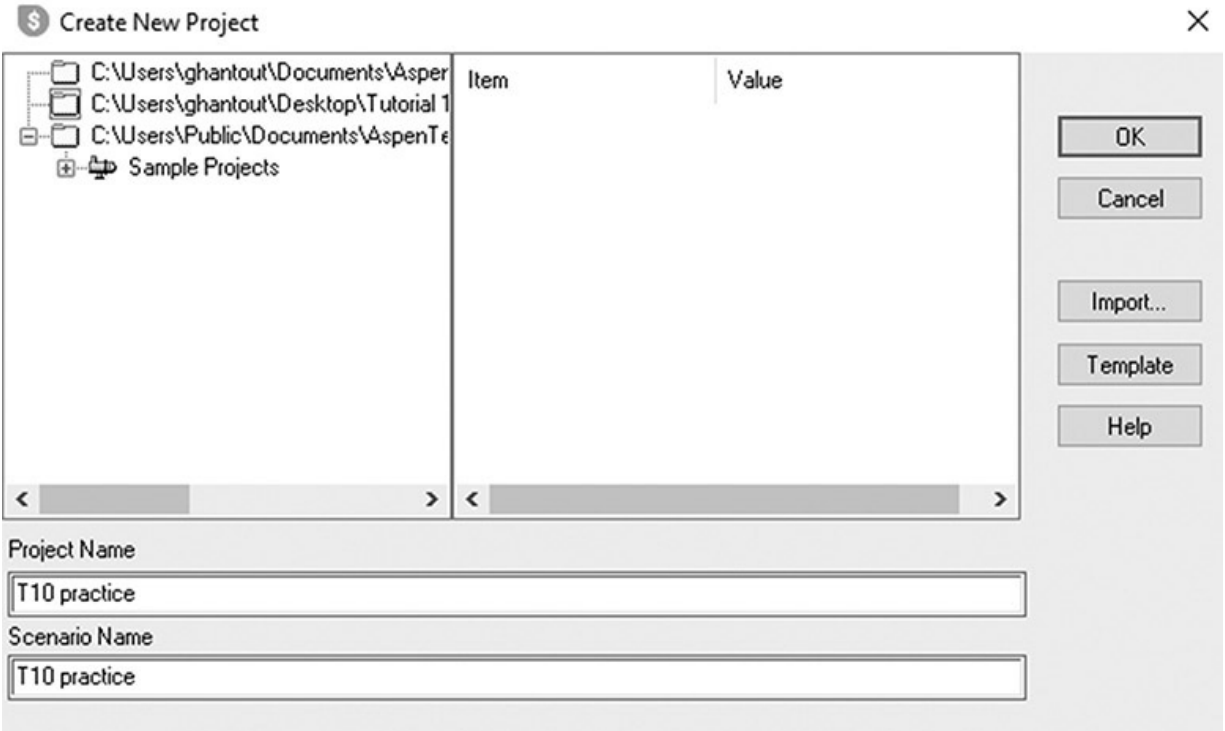 $ Create New Project
C:\Users\ghantout\Documents\Asper
C:\Users\ghantout\Desktop\Tutorial 1
C:\Users\Public\Documents\AspenTe
Sample Projects
Item Value
OK
Cancel
Import...
Template
Help
Project Name
T10 practice
Scenario Name
T10 practice